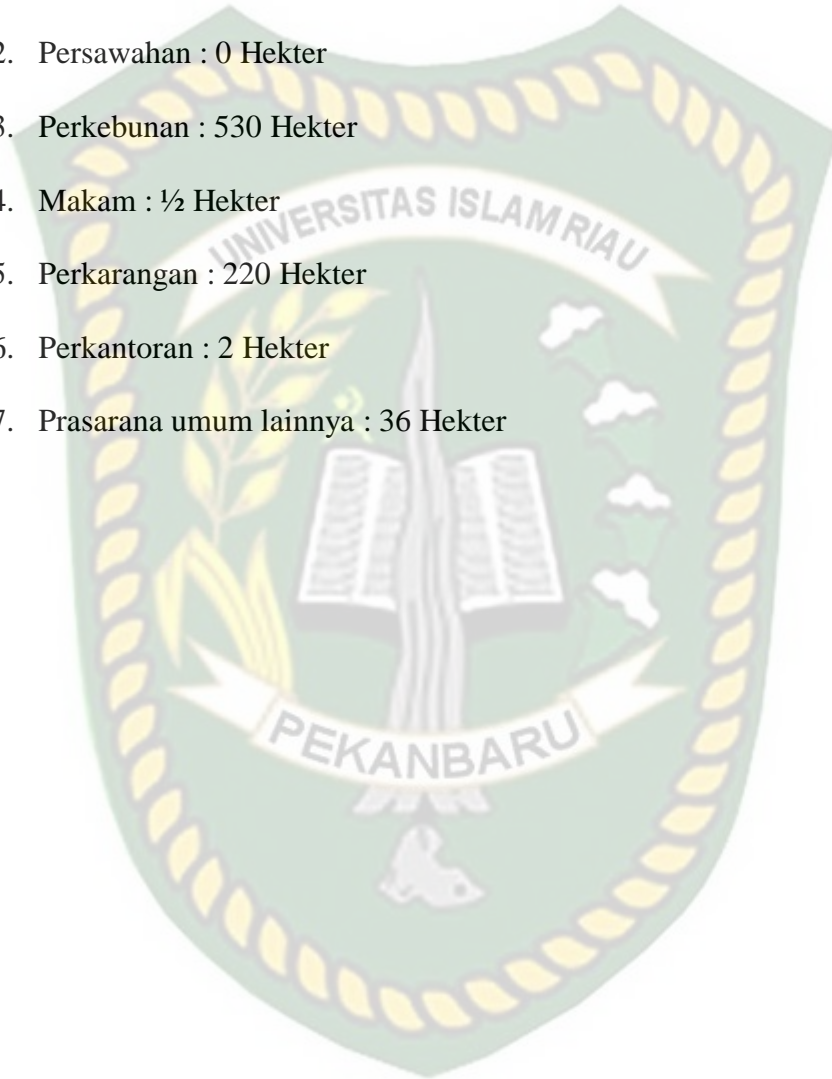 2. Persawahan : 0 Hekter
3. Perkebunan : 530 Hekter
4. Makam : ½ Hekter
UNIVERSITAS ISLAM RIAU
5. Perkarangan : 220 Hekter
6. Perkantoran : 2 Hekter
7. Prasarana umum lainnya : 36 Hekter
PEKANBARU